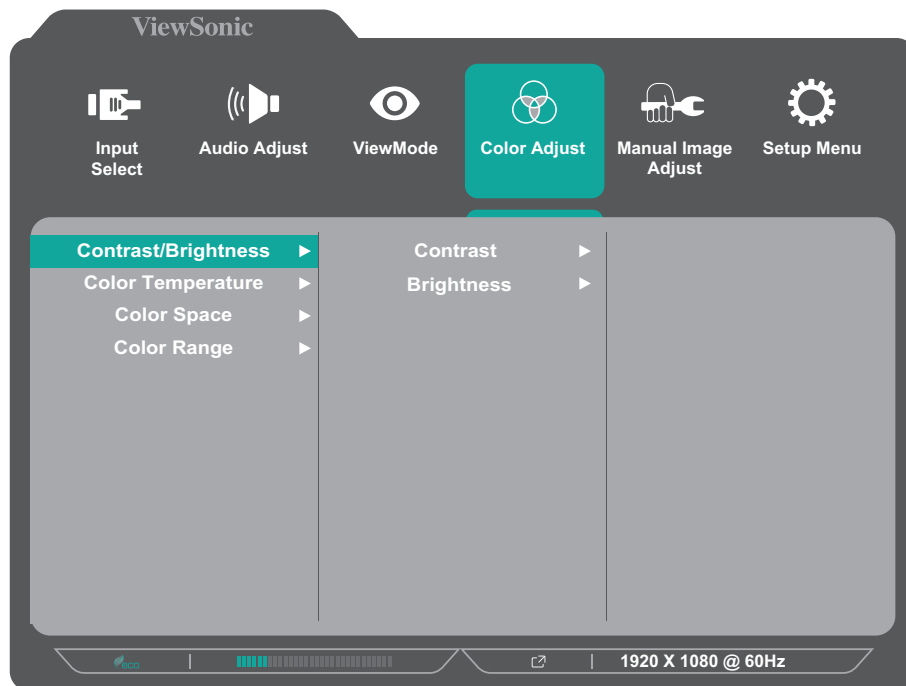 ViewSonic
Input
Select
Audio Adjust
ViewMode
Color Adjust
Manual Image
Adjust
Setup Menu
Contrast/Brightness
Contrast
Color Temperature
Brightness
Color Space
Color Range
eco
1920 X 1080 @ 60Hz